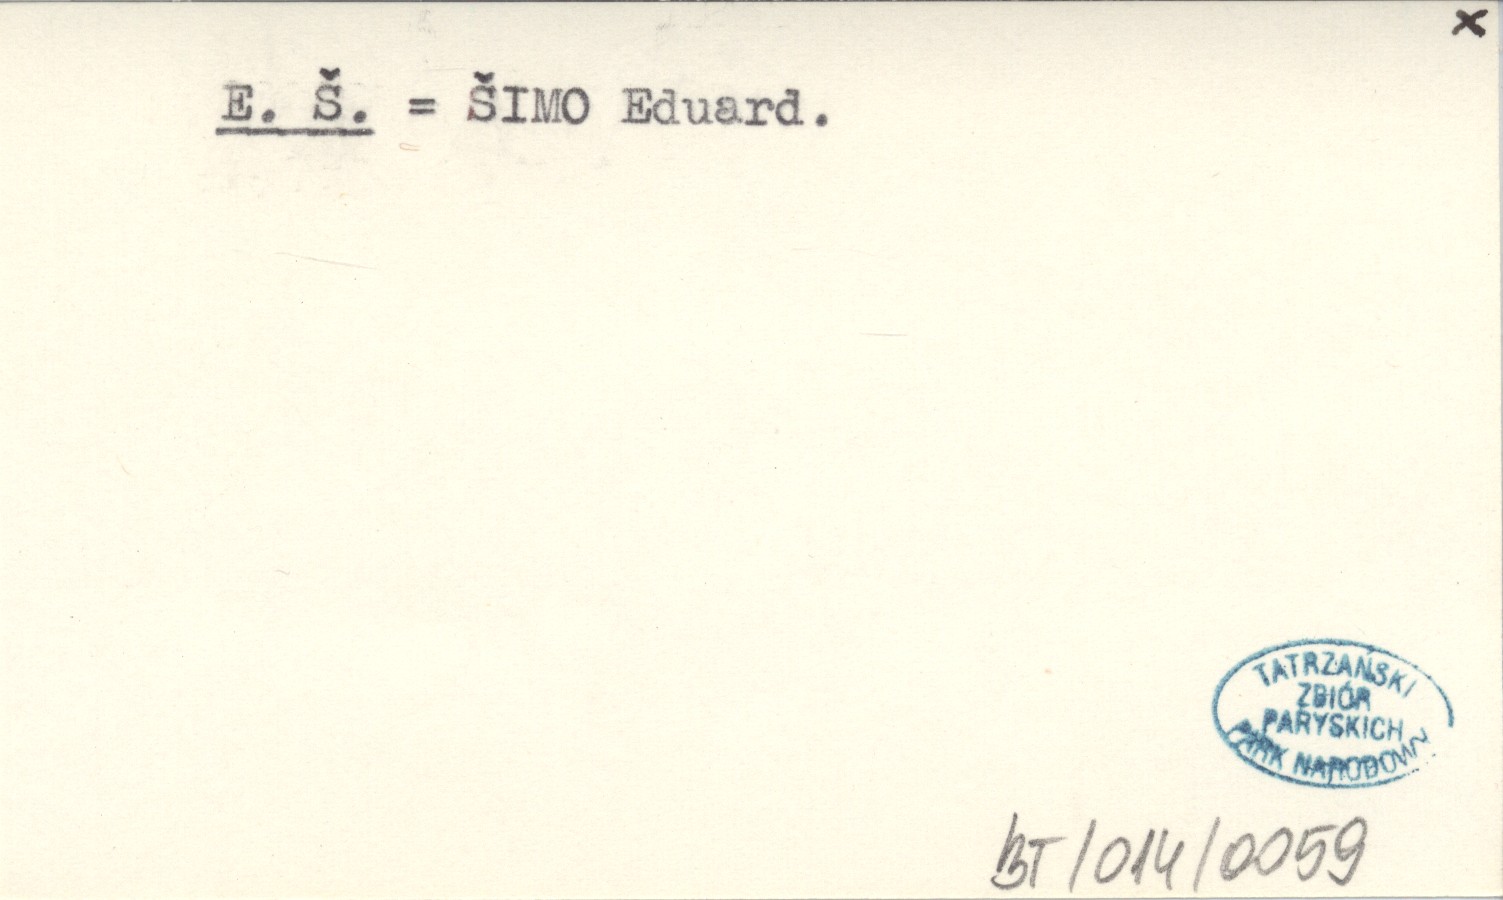 x
E. Š. = ŠIMO Eduard.
TATRZAŃSKI
ZBIÓR
PARYSKICH
PARK NARODOWY
BT/014/0059